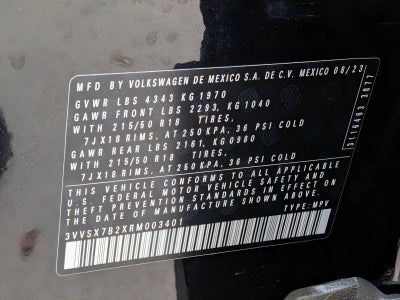 MFD BY VOLKSWAGEN DE MEXICO S.A. DE C.V. MEXICO 08/23
GVWR LBS 4343 KG 1970
GAWR FRONT LBS 2293, KG 1040
WITH 215/50 R18 TIRES.
7JX18 RIMS, AT 250 KPA, 36 PSI COLD
GAWR REAR LBS 2161, KG 0980
WITH 215/50 R18 TIRES.
7JX18 RIMS, AT 250 KPA, 36 PSI COLD
THIS VEHICLE CONFORMS TO ALL APPLICABLE
U.S. FEDERAL MOTOR VEHICLE SAFETY AND
THEFT PREVENTION STANDARDS IN EFFECT ON
THE DATE OF MANUFACTURE SHOWN ABOVE.
3VVSX7B2XRM003401 TYPE: MPV